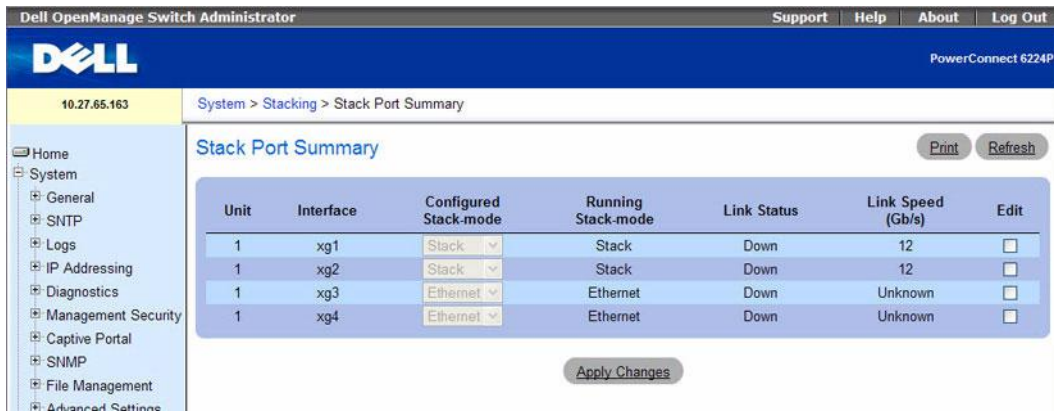 Dell OpenManage Switch Administrator
Support Help About Log Out
DELL
PowerConnect 6224P
10.27.65.163
System > Stacking > Stack Port Summary
Home
System
General
SNTP
Logs
IP Addressing
Diagnostics
Management Security
Captive Portal
SNMP
File Management
Advanced Settings
Stack Port Summary
Print Refresh
Unit Interface Configured Stack-mode Running Stack-mode Link Status Link Speed (Gb/s) Edit
1 xg1 Stack Stack Down 12
1 xg2 Stack Stack Down 12
1 xg3 Ethernet Ethernet Down Unknown
1 xg4 Ethernet Ethernet Down Unknown
Apply Changes